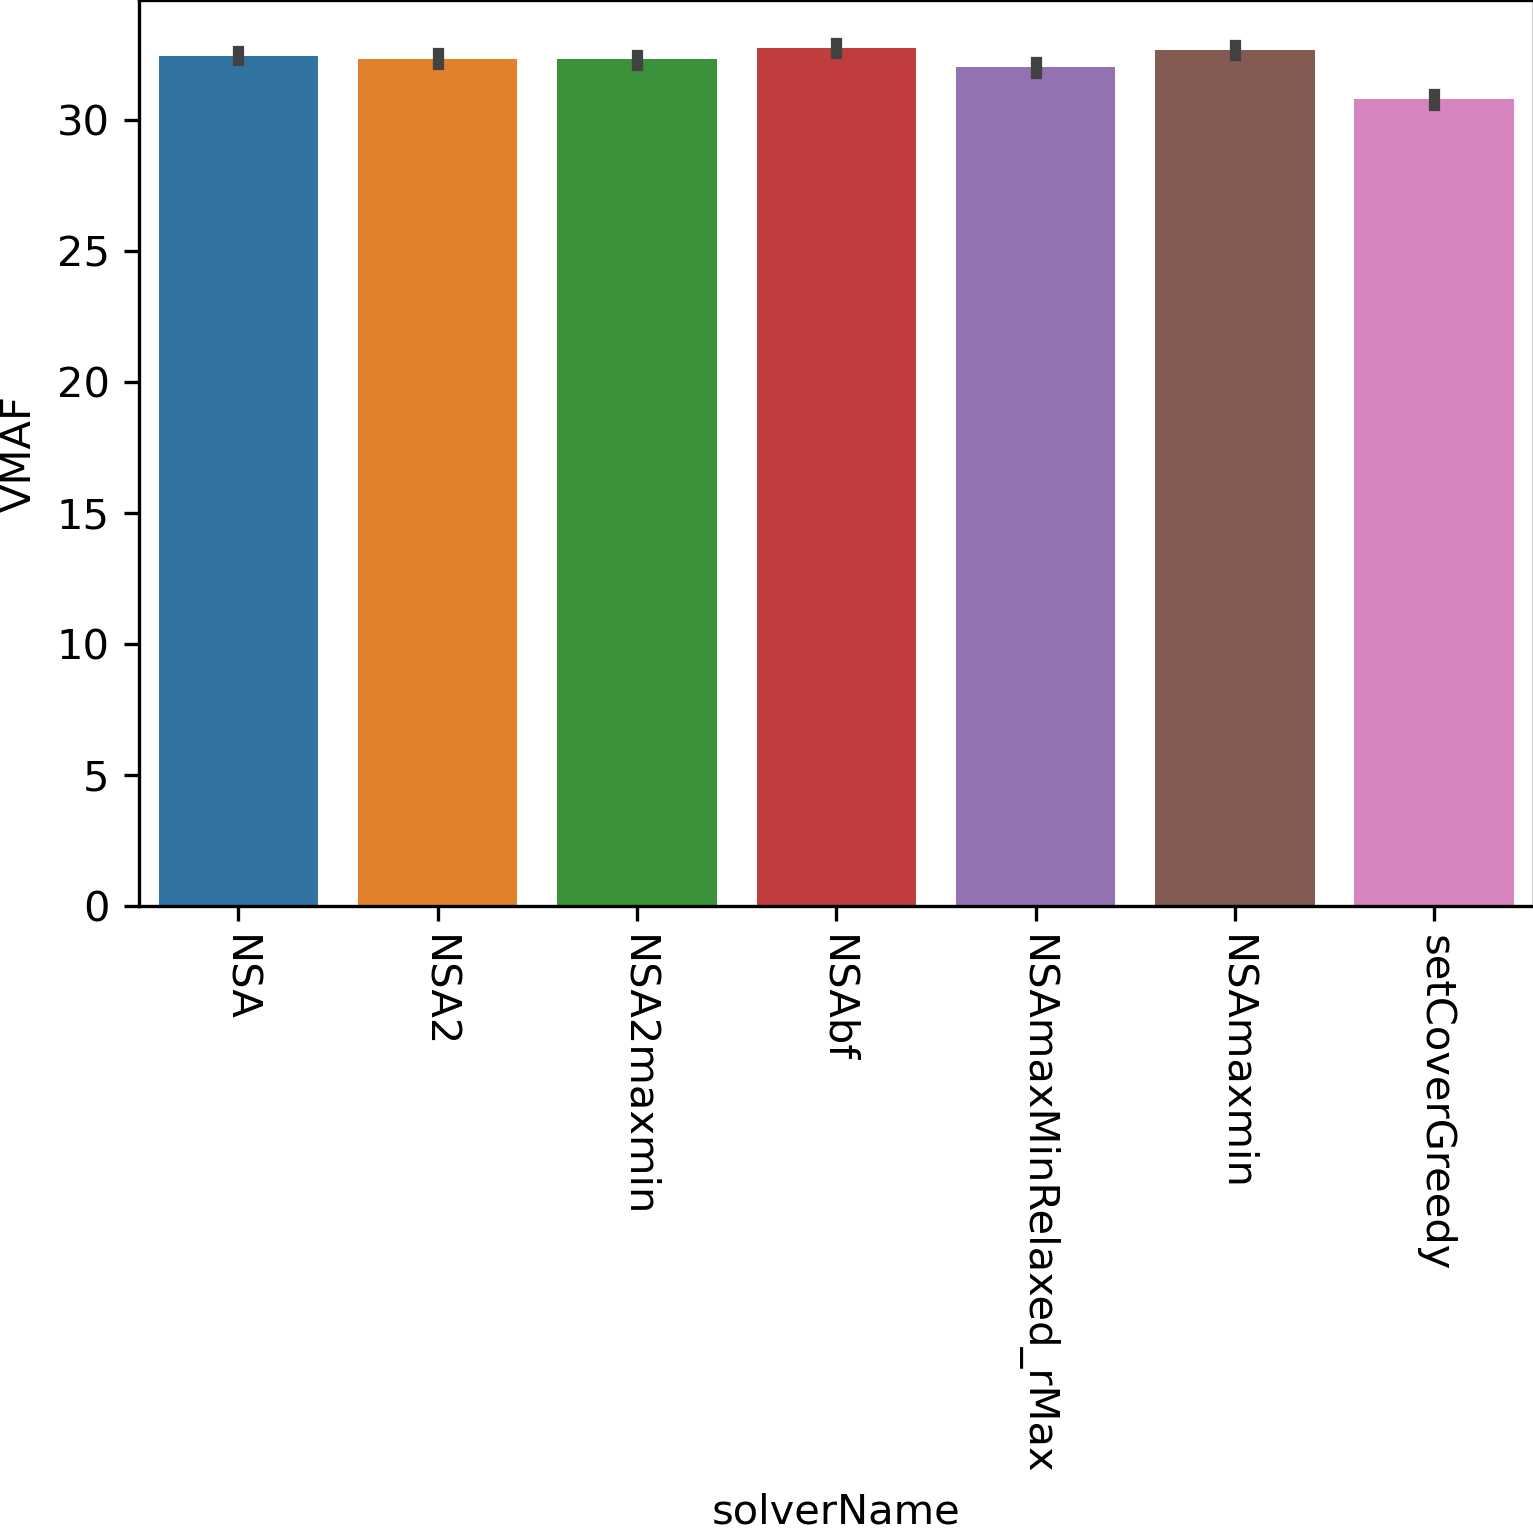 VMAF
30
25
20
15
10
5
0
NSA
NSA2
NSA2maxmin
NSAbf
NSAmaxMinRelaxed_rMax
NSAmaxmin
setCoverGreedy
solverName